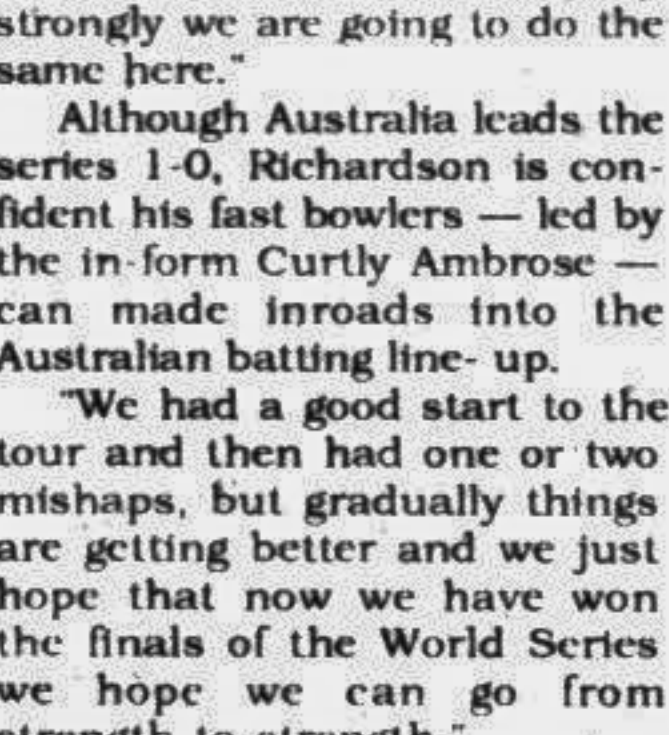 strongly we are going to do the
same here."
Although Australia leads the
series 1-0, Richardson is con-
fident his fast bowlers — led by
the in-form Curtly Ambrose —
can made inroads into the
Australian batting line- up.
"We had a good start to the
tour and then had one or two
mishaps, but gradually things
are getting better and we just
hope that now we have won
the finals of the World Series
we hope we can go from
strength to strength."